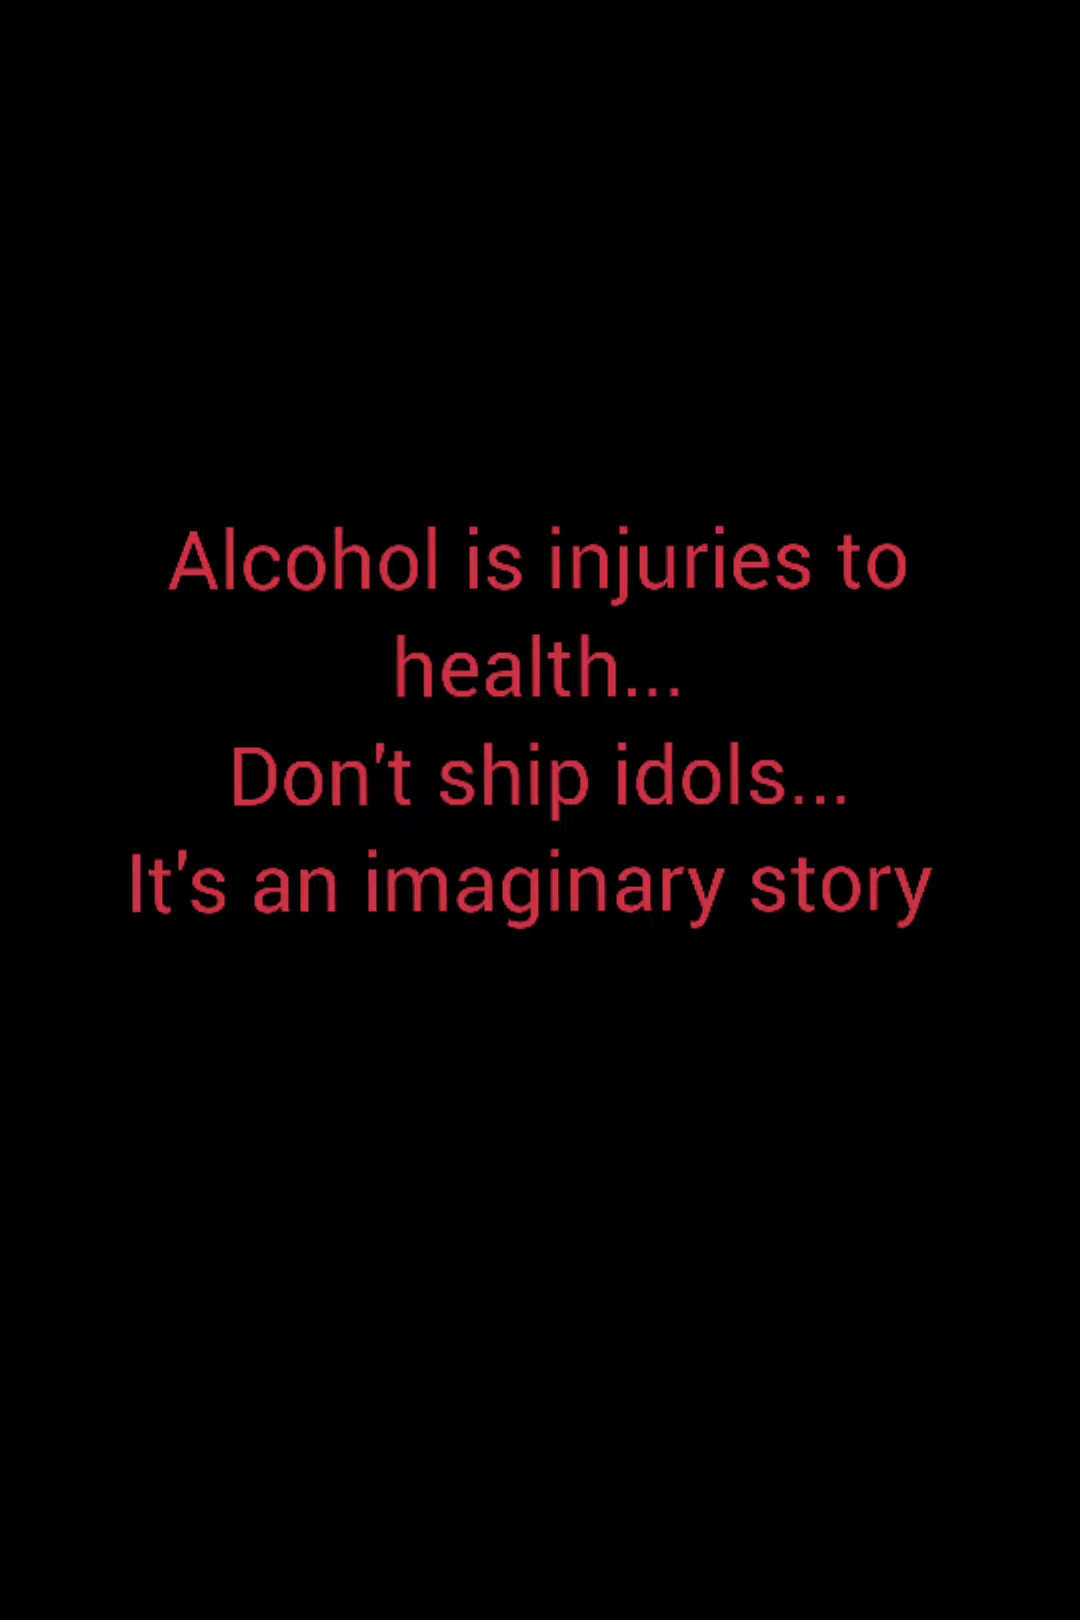 Alcohol is injuries to
health...
Don't ship idols...
It's an imaginary story